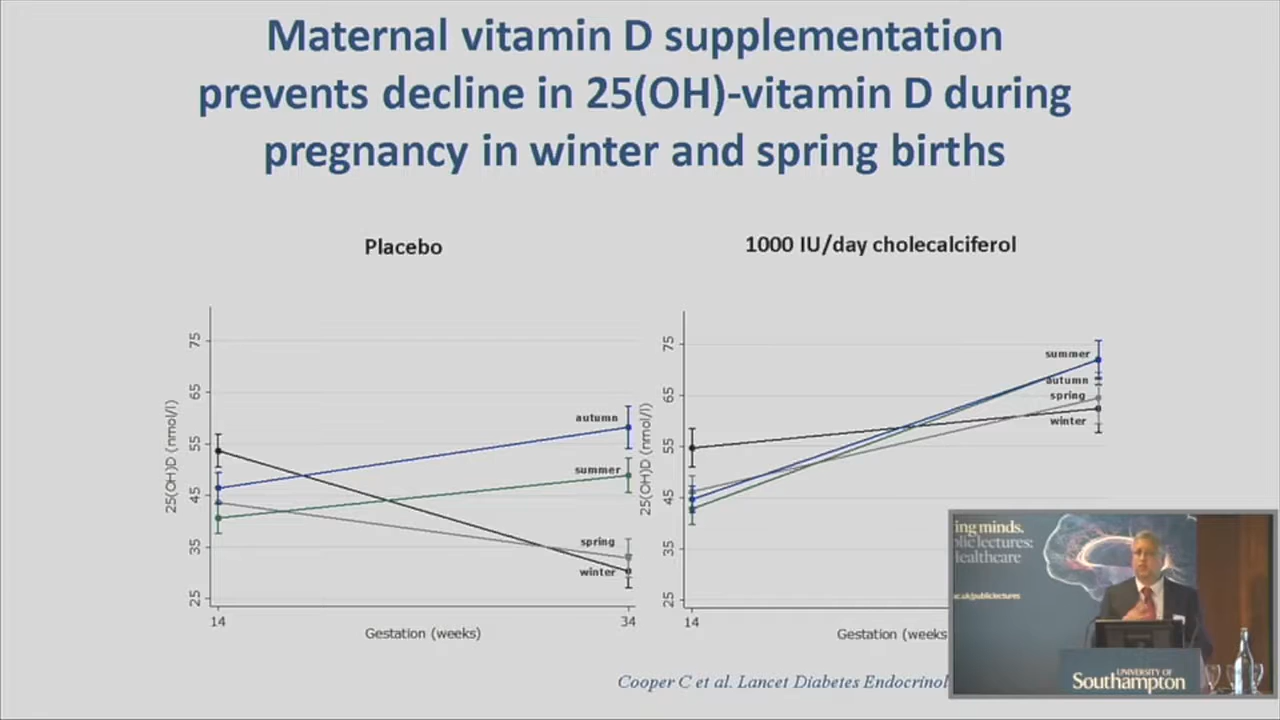 Maternal vitamin D supplementation
prevents decline in 25(OH)-vitamin D during
pregnancy in winter and spring births
Placebo
1000 IU/day cholecalciferol
25(OH)D (nmol/l)
75
65
55
45
35
25
autumn
summer
spring
winter
14
34
Gestation (weeks)
25(OH)D (nmol/l)
75
65
55
45
35
25
summer
autumn
spring
winter
14
Gestation (weeks
Cooper C et al. Lancet Diabetes Endocrinol
ing minds.
lic lectures:
Healthcare
ac.uk/publiclectures
UNIVERSITY OF
Southampton